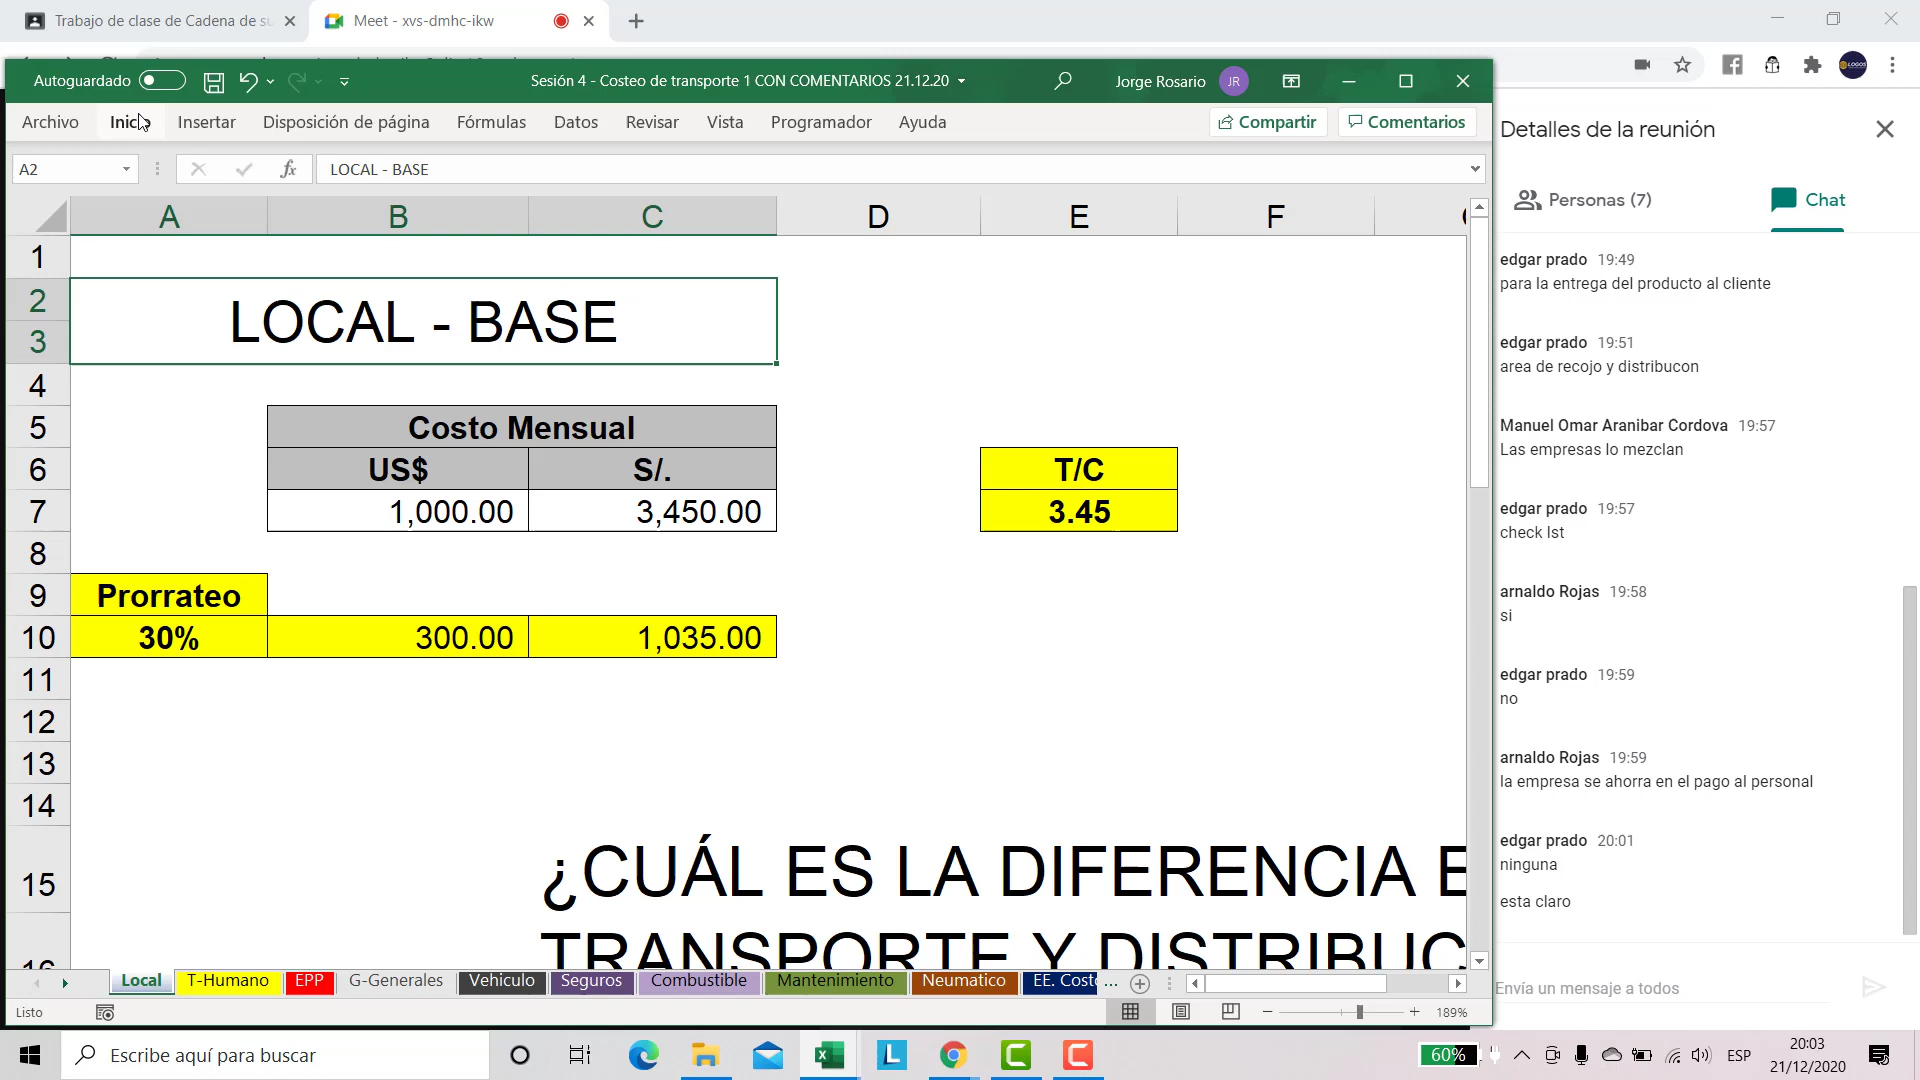 Trabajo de clase de Cadena de su
Meet - xvs-dmhc-ikw
Autoguardado
Sesión 4 - Costeo de transporte 1 CON COMENTARIOS 21.12.20
Jorge Rosario
JR
Archivo
Inicio
Insertar
Disposición de página
Fórmulas
Datos
Revisar
Vista
Programador
Ayuda
Compartir
Comentarios
A2
fx
LOCAL - BASE
A B C D E F
1
2
3
4
5
6
7
8
9
10
11
12
13
14
15
16
LOCAL - BASE
Costo Mensual
US$ S/.
1,000.00 3,450.00
T/C
3.45
Prorrateo
30% 300.00 1,035.00
¿CUÁL ES LA DIFERENCIA E
TRANSPORTE Y DISTRIBUC
Local
T-Humano
EPP
G-Generales
Vehiculo
Seguros
Combustible
Mantenimiento
Neumatico
EE. Costo
...
Listo
189%
Detalles de la reunión
Personas (7)
Chat
edgar prado 19:49
para la entrega del producto al cliente
edgar prado 19:51
area de recojo y distribucon
Manuel Omar Aranibar Cordova 19:57
Las empresas lo mezclan
edgar prado 19:57
check lst
arnaldo Rojas 19:58
si
edgar prado 19:59
no
arnaldo Rojas 19:59
la empresa se ahorra en el pago al personal
edgar prado 20:01
ninguna
esta claro
Envía un mensaje a todos
Escribe aquí para buscar
60%
ESP
20:03
21/12/2020